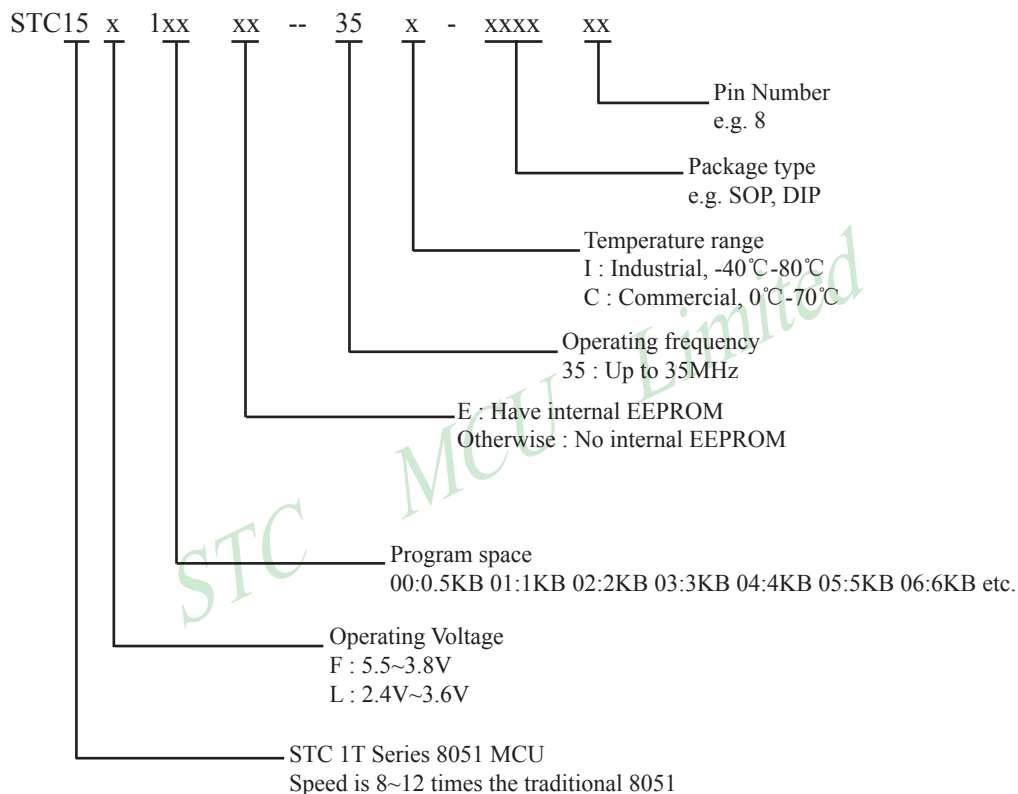 STC15 x 1xx xx -- 35 x - xxxx xx
Pin Number
e.g. 8
Package type
e.g. SOP, DIP
Temperature range
I : Industrial, -40℃-80℃
C : Commercial, 0℃-70℃
Operating frequency
35 : Up to 35MHz
E : Have internal EEPROM
Otherwise : No internal EEPROM
Program space
00:0.5KB 01:1KB 02:2KB 03:3KB 04:4KB 05:5KB 06:6KB etc.
Operating Voltage
F : 5.5~3.8V
L : 2.4V~3.6V
STC 1T Series 8051 MCU
Speed is 8~12 times the traditional 8051
STC MCU Limited